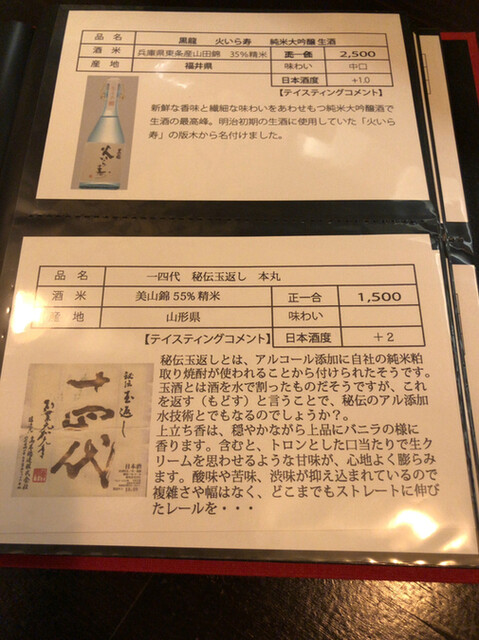 品 名 黒龍 火いら寿 純米大吟醸 生酒
酒 米 兵庫県東条産山田錦 35%精米 正一合 2,500
産 地 福井県 味わい 中口
日本酒度 +1.0
【テイスティングコメント】
新鮮な香味と繊細な味わいをあわせもつ純米大吟醸酒で
生酒の最高峰。明治初期の生酒に使用していた「火いら
寿」の版木から名付けました。
火いら寿
品 名 一四代 秘伝玉返し 本丸
酒 米 美山錦 55%精米 正一合 1,500
産 地 山形県 味わい
【テイスティングコメント】 日本酒度 +2
秘伝玉返しとは、アルコール添加に自社の純米粕
取り焼酎が使われることから付けられたそうです。
玉酒とは酒を水で割ったものだそうですが、これ
を返す(もどす)と言うことで、秘伝のアル添加
水技術とでもなるのでしょうか?
上立ち香は、穏やかながら上品にバニラの様に
香ります。含むと、トロンとした口当たりで生ク
リームを思わせるような甘味が、心地よく膨らみ
ます。酸味や苦味、渋味が抑え込まれているので
複雑さや幅はなく、どこまでもストレートに伸び
たレールを・・・
秘伝玉返し
十四代
日本酒